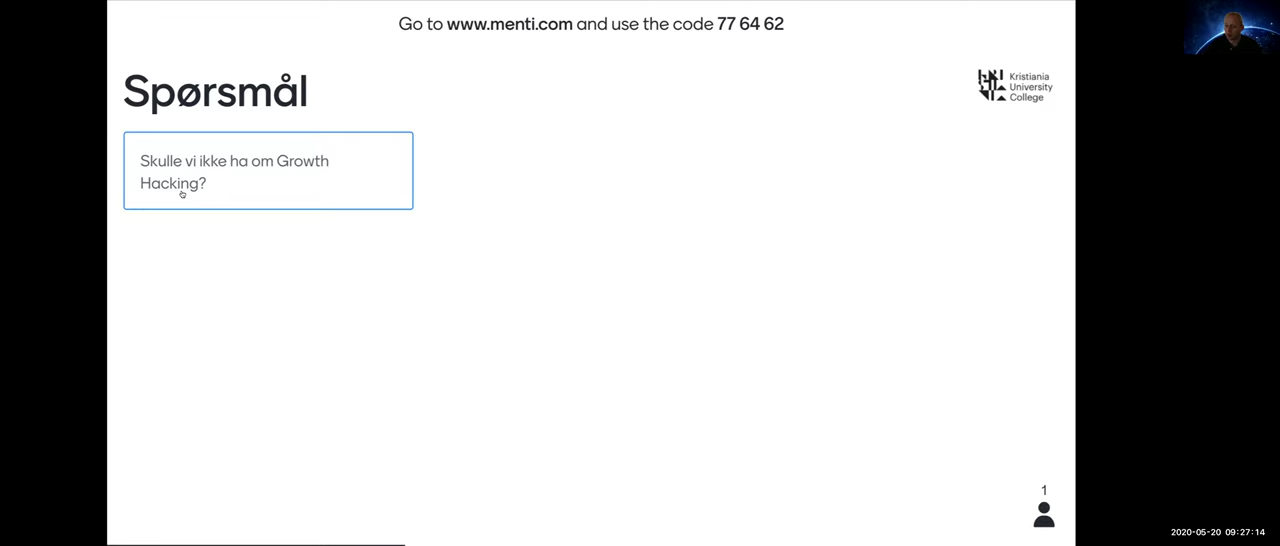 Go to www.menti.com and use the code 77 64 62
Spørsmål
Kristiania
University
College
Skulle vi ikke ha om Growth
Hacking?
1
2020-05-20 09:27:14